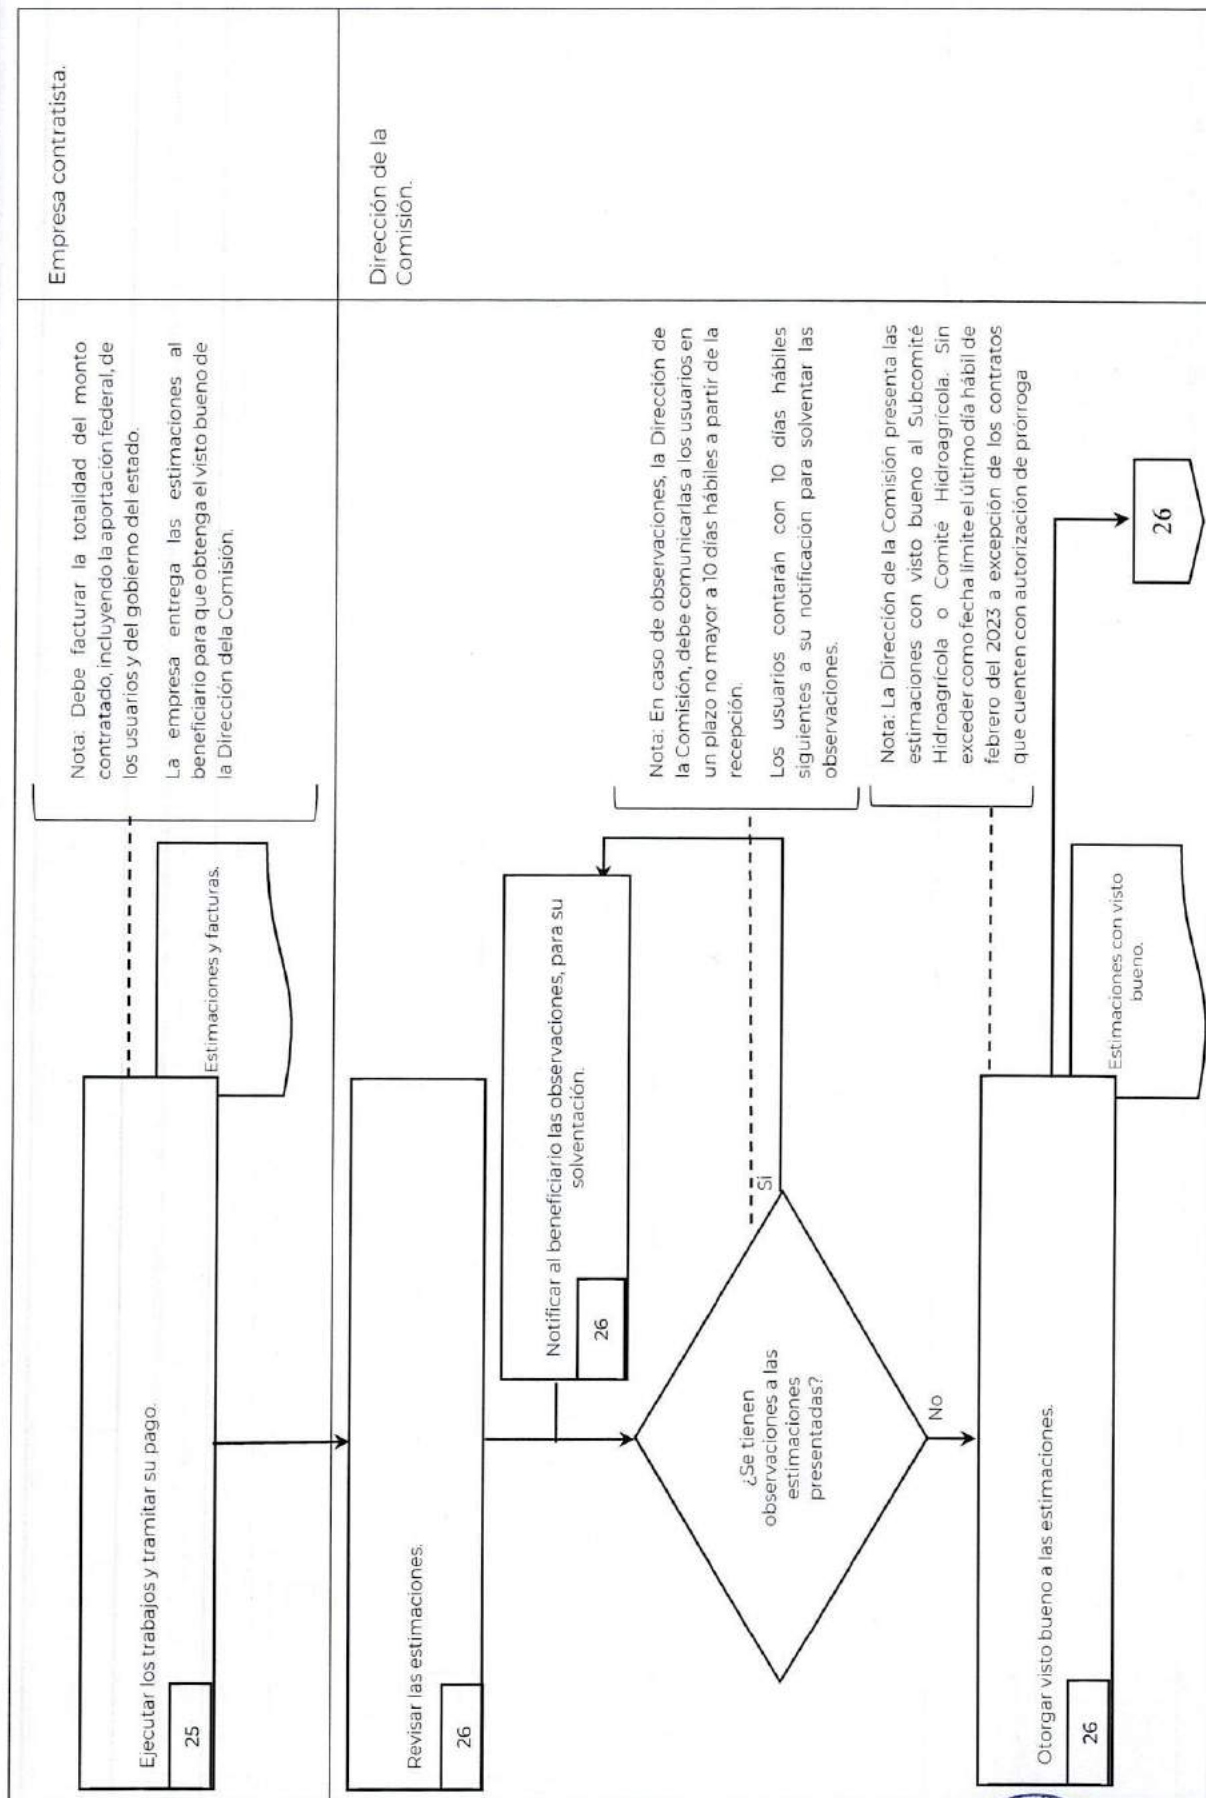 Ejecutar los trabajos y tramitar su pago.
25
Estimaciones y facturas.
Nota: Debe facturar la totalidad del monto
contratado, incluyendo la aportación federal, de
los usuarios y del gobierno del estado.
La empresa entrega las estimaciones al
beneficiario para que obtenga el visto bueno de
la Dirección dela Comisión.
Empresa contratista.
Revisar las estimaciones.
26
Notificar al beneficiario las observaciones, para su
solventación.
26
¿Se tienen
observaciones a las
estimaciones
presentadas?
Si
No
Nota: En caso de observaciones, la Dirección de
la Comisión, debe comunicarlas a los usuarios en
un plazo no mayor a 10 días hábiles a partir de la
recepción.
Los usuarios contarán con 10 días hábiles
siguientes a su notificación para solventar las
observaciones.
Dirección de la
Comisión.
Otorgar visto bueno a las estimaciones.
26
Estimaciones con visto
bueno.
Nota: La Dirección de la Comisión presenta las
estimaciones con visto bueno al Subcomité
Hidroagrícola o Comité Hidroagrícola. Sin
exceder como fecha límite el último día hábil de
febrero del 2023 a excepción de los contratos
que cuenten con autorización de prórroga
26